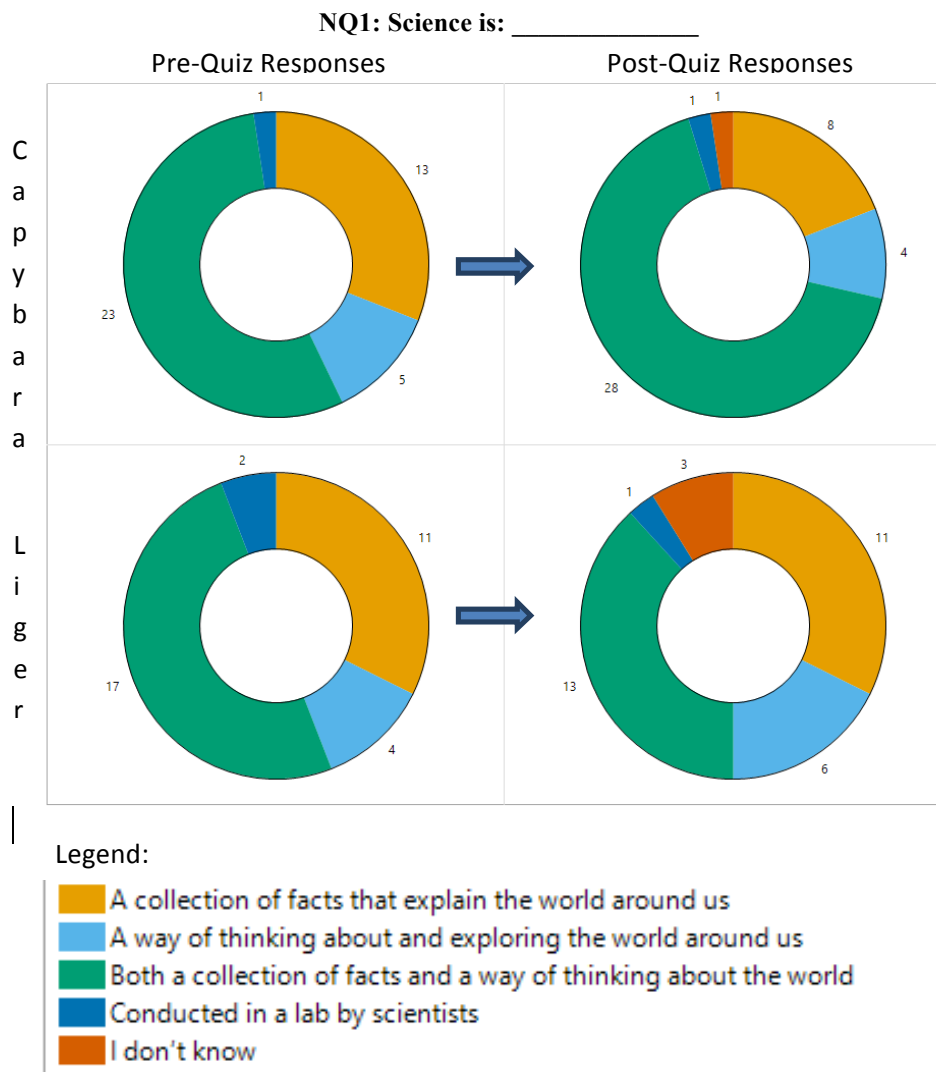 NQ1: Science is: _______________
Pre-Quiz Responses
Post-Quiz Responses
C
a
p
y
b
a
r
a
1
13
23
5
1
1
8
4
28
L
i
g
e
r
2
11
17
4
3
1
11
13
6
Legend:
A collection of facts that explain the world around us
A way of thinking about and exploring the world around us
Both a collection of facts and a way of thinking about the world
Conducted in a lab by scientists
I don't know